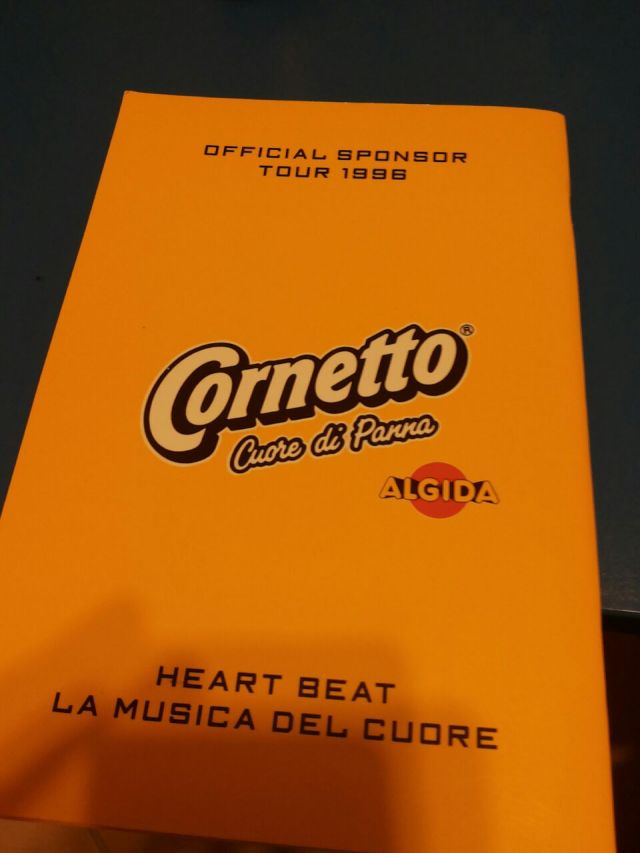 OFFICIAL SPONSOR
TOUR 1996
Cornetto®
Cuore di Panna
ALGIDA
HEART BEAT
LA MUSICA DEL CUORE